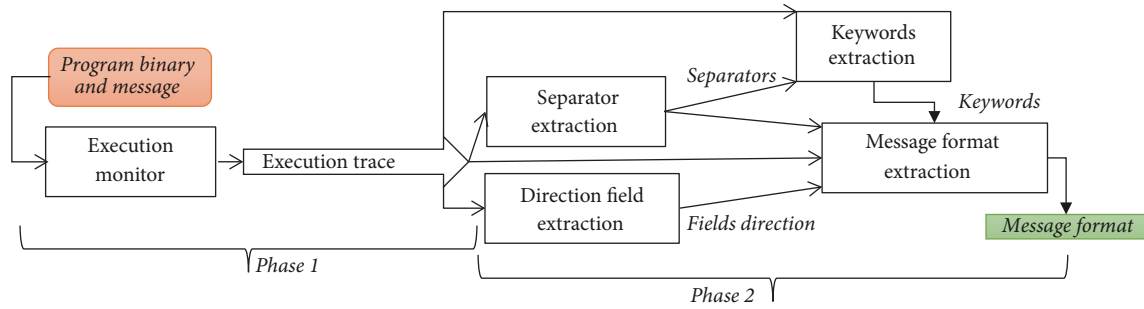 Program binary
and message
Execution
monitor
Execution trace
Separator
extraction
Direction field
extraction
Separators
Keywords
extraction
Keywords
Message format
extraction
Fields direction
Message format
Phase 1
Phase 2